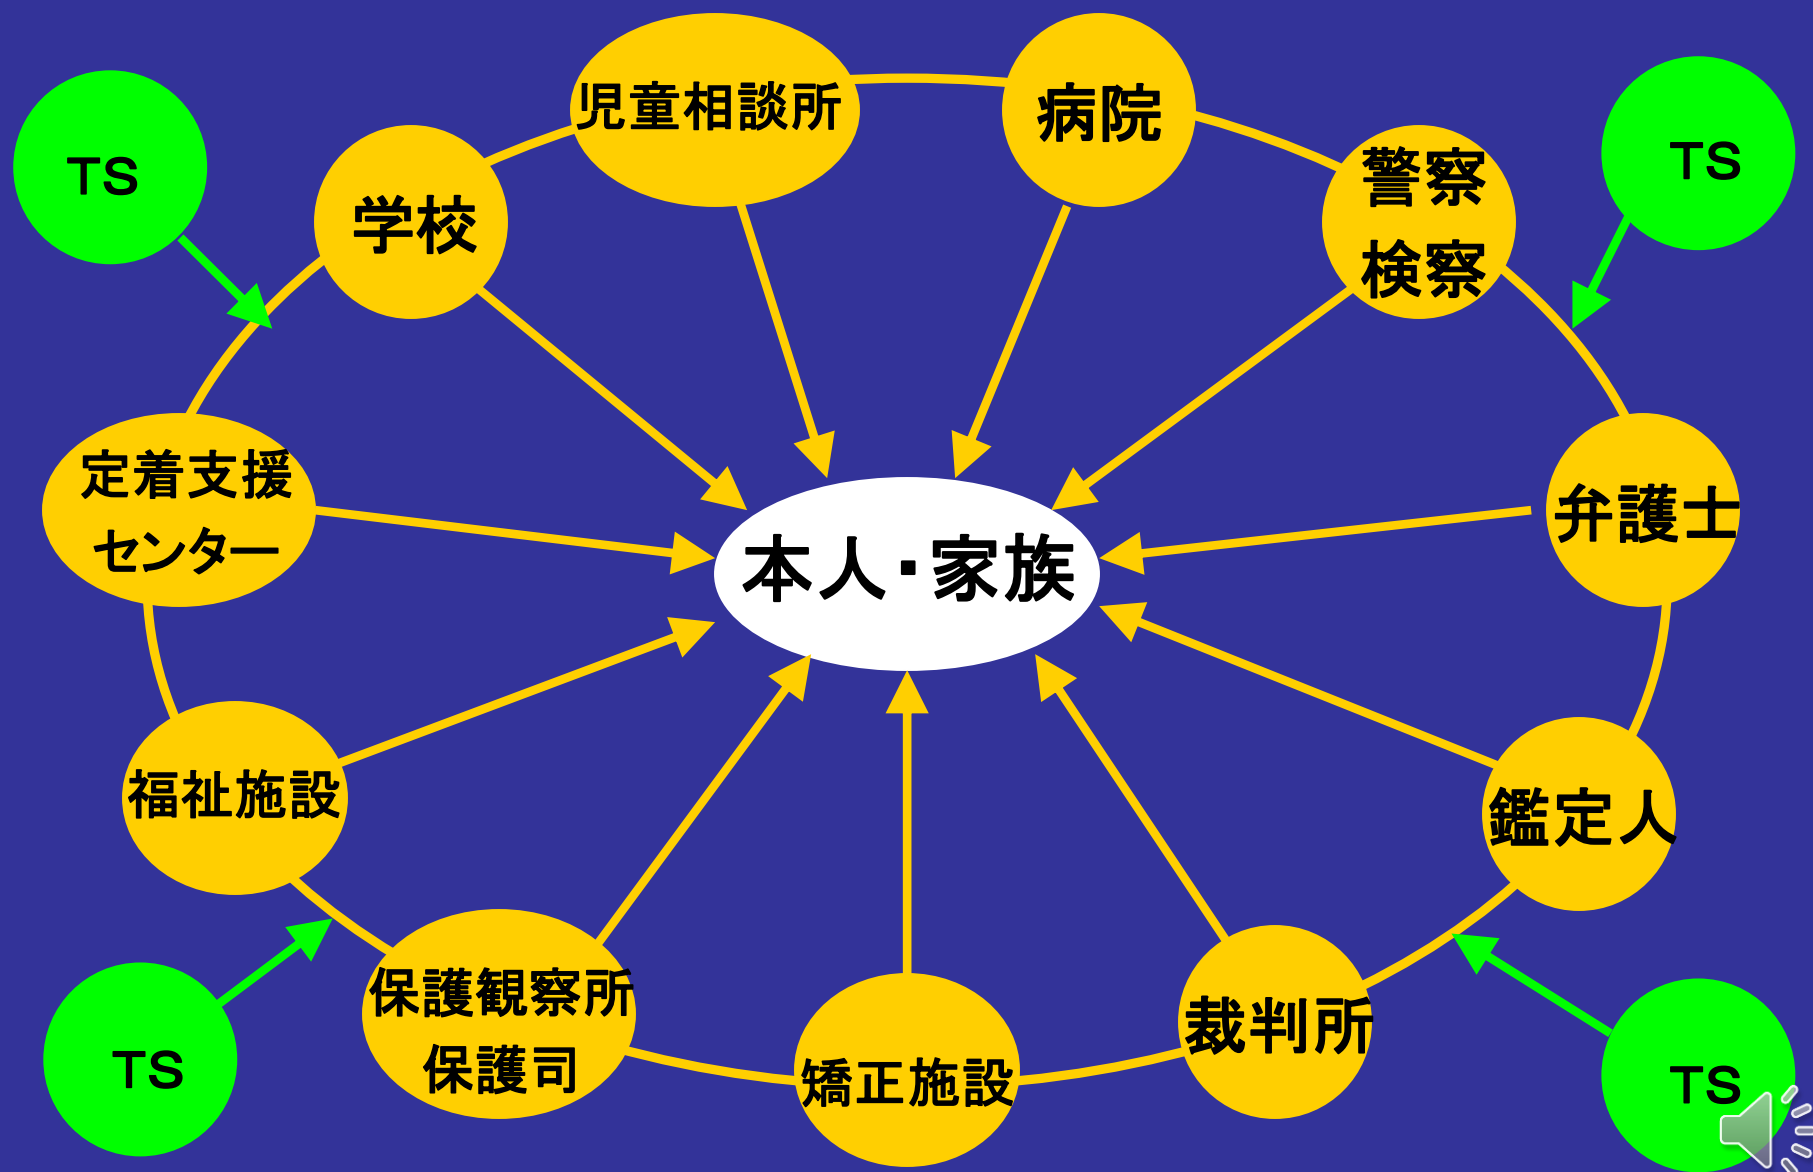 児童相談所
病院
TS
TS
学校
警察
検察
定着支援
センター
弁護士
本人・家族
福祉施設
鑑定人
保護観察所
保護司
矯正施設
裁判所
TS
TS